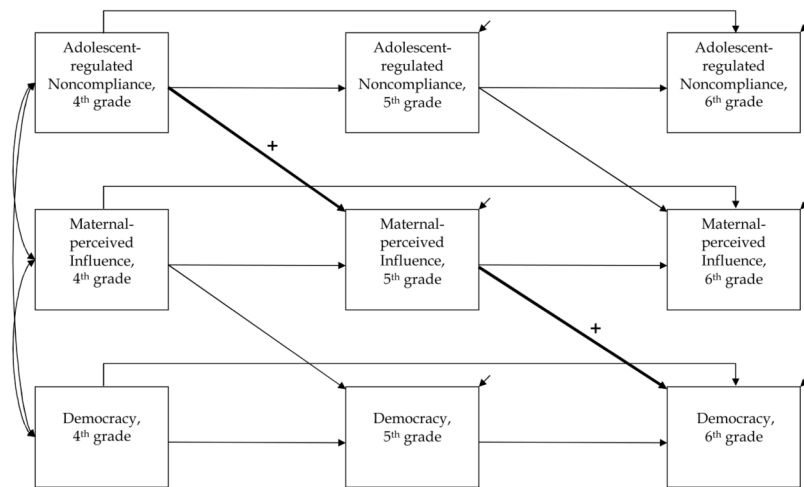 Adolescent-
regulated
Noncompliance,
4th grade
Adolescent-
regulated
Noncompliance,
5th grade
Adolescent-
regulated
Noncompliance,
6th grade
+
Maternal-
perceived
Influence,
4th grade
Maternal-
perceived
Influence,
5th grade
Maternal-
perceived
Influence,
6th grade
+
Democracy,
4th grade
Democracy,
5th grade
Democracy,
6th grade